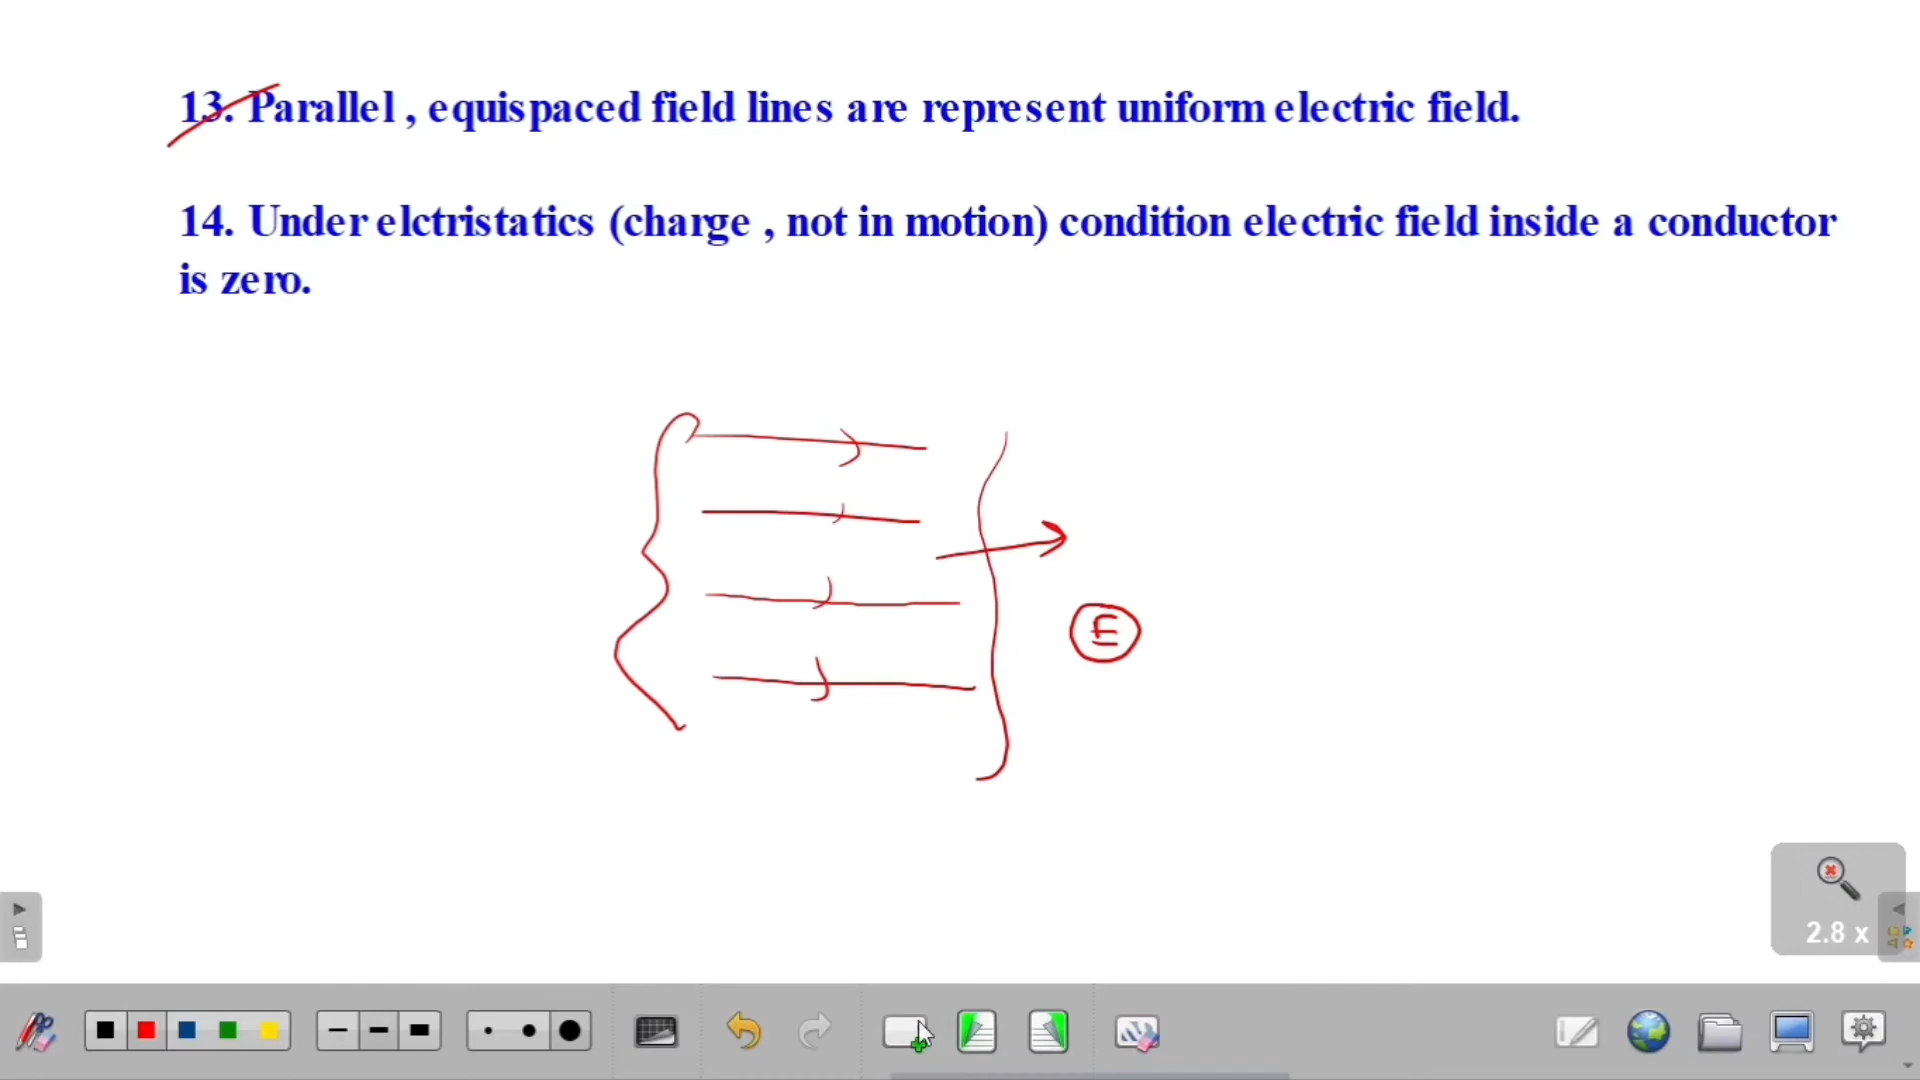 13. Parallel , equispaced field lines are represent uniform electric field.
14. Under elctristatics (charge , not in motion) condition electric field inside a conductor
is zero.
E
2.8 x